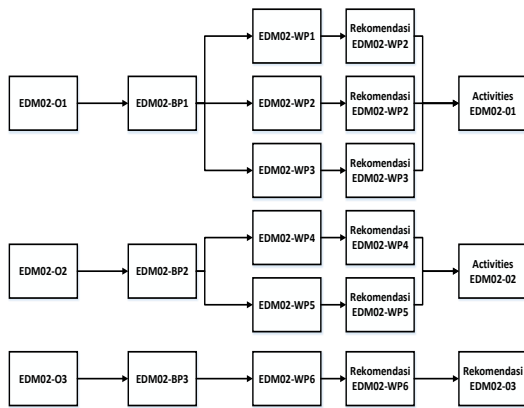 EDM02-WP1
Rekomendasi
EDM02-WP2
EDM02-O1
EDM02-BP1
EDM02-WP2
Rekomendasi
EDM02-WP2
Activities
EDM02-01
EDM02-WP3
Rekomendasi
EDM02-WP3
EDM02-WP4
Rekomendasi
EDM02-WP4
EDM02-O2
EDM02-BP2
Activities
EDM02-02
EDM02-WP5
Rekomendasi
EDM02-WP5
EDM02-O3
EDM02-BP3
EDM02-WP6
Rekomendasi
EDM02-WP6
Rekomendasi
EDM02-03